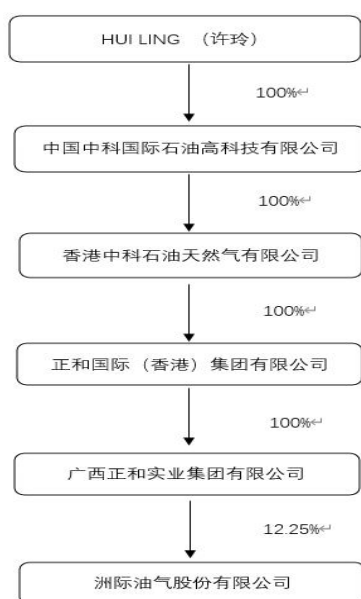 HUI LING （许玲）
100%↵
中国中科国际石油高科技有限公司
100%↵
香港中科石油天然气有限公司
100%↵
正和国际（香港）集团有限公司
100%↵
广西正和实业集团有限公司
12.25%↵
洲际油气股份有限公司